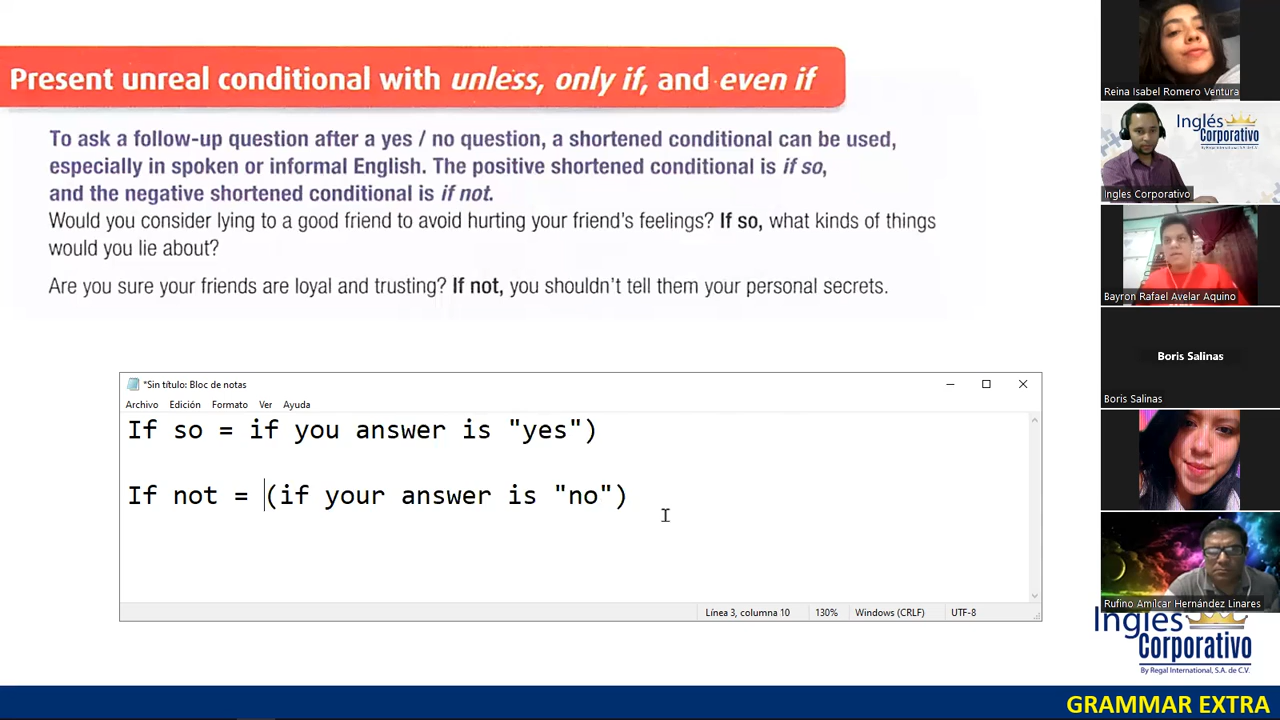 Present unreal conditional with unless, only if, and even if
To ask a follow-up question after a yes / no question, a shortened conditional can be used,
especially in spoken or informal English. The positive shortened conditional is if so,
and the negative shortened conditional is if not.
Would you consider lying to a good friend to avoid hurting your friend's feelings? If so, what kinds of things
would you lie about?
Are you sure your friends are loyal and trusting? If not, you shouldn't tell them your personal secrets.
*Sin título: Bloc de notas
Archivo Edición Formato Ver Ayuda
If so = if you answer is "yes")
If not = (if your answer is "no")
Línea 3, columna 10 130% Windows (CRLF) UTF-8
Reina Isabel Romero Ventura
Inglés
Corporativo
By Regal International, S.A. de C.V.
Ingles Corporativo
Bayron Rafael Avelar Aquino
Boris Salinas
Boris Salinas
Rufino Amílcar Hernández Linares
Inglés
Corporativo
By Regal International, S.A. de C.V.
GRAMMAR EXTRA